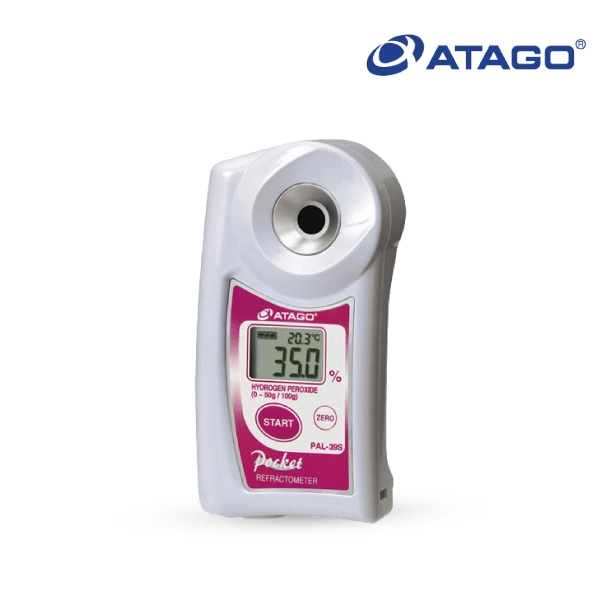 ATAGO®
ATAGO®
20.3°C
35.0 %
HYDROGEN PEROXIDE
(0 - 50g / 100g)
START
ZERO
PAL-39S
Pocket
REFRACTOMETER